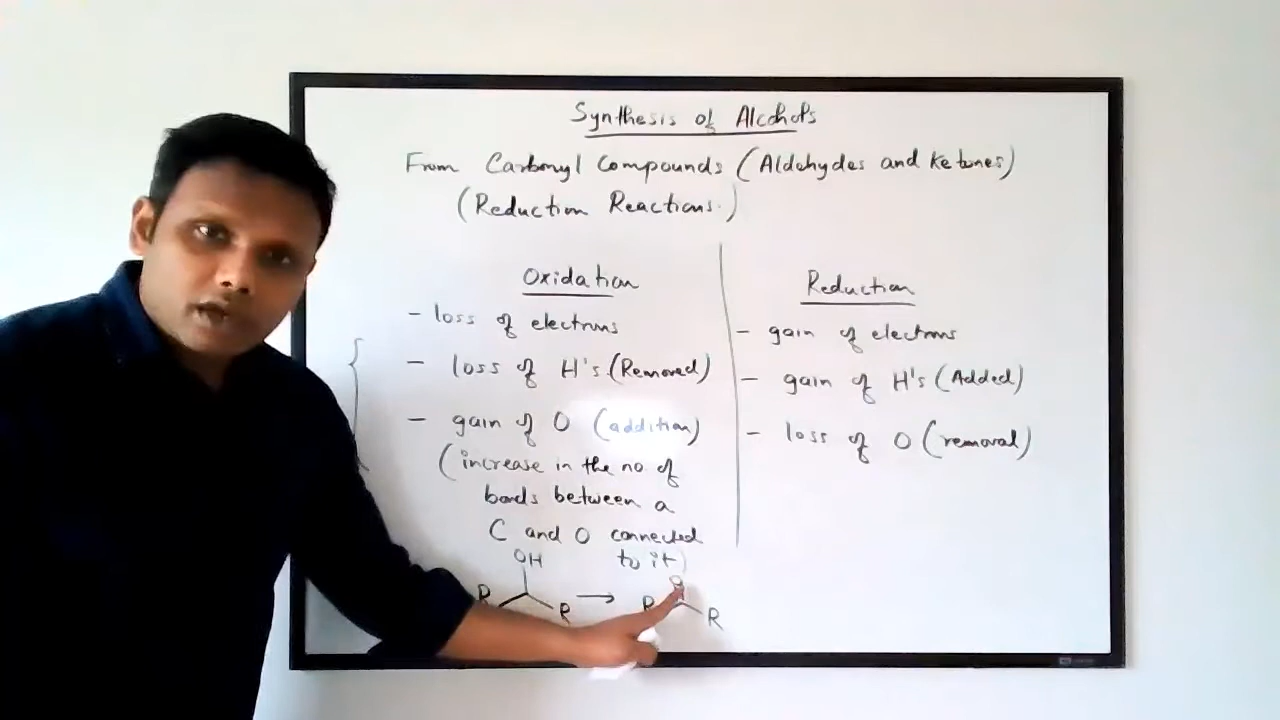 Synthesis of Alcohols
From Carbonyl Compounds (Aldehydes and Ketones)
(Reduction Reactions.)
Oxidation
- loss of electrons
- loss of H's (Removed)
- gain of O (addition)
(increase in the no. of
bonds between a
C and O connected
to it)
OH
R R → R O R
Reduction
- gain of electrons
- gain of H's (Added)
- loss of O (removal)